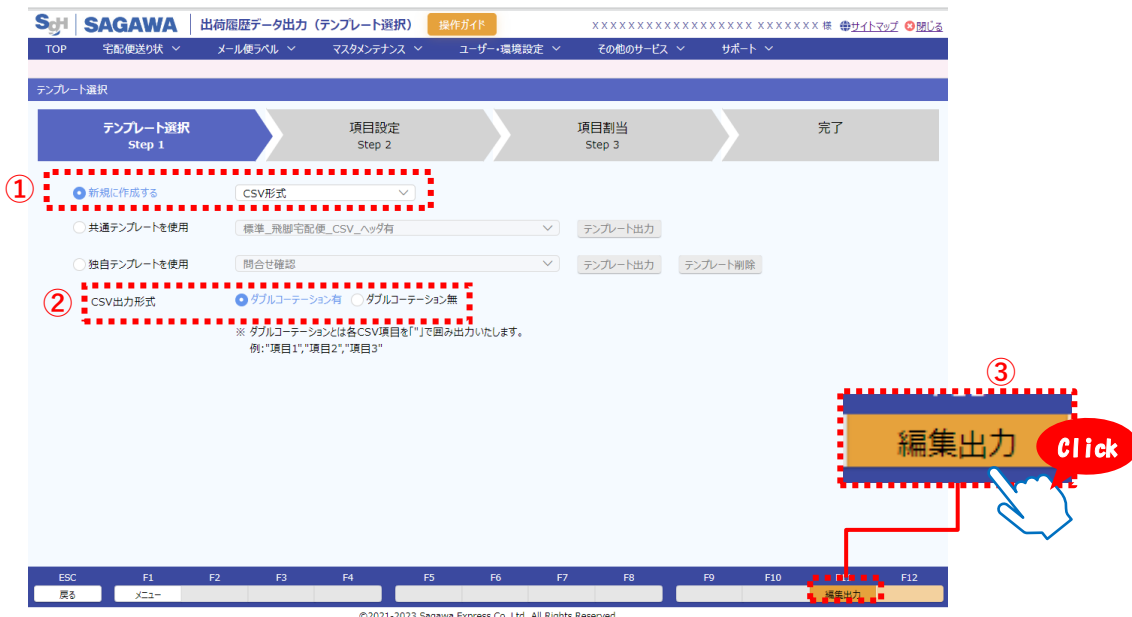 SGH SAGAWA 出荷履歴データ出力（テンプレート選択） 操作ガイド XXXXXXXXXXXXXXXXXX XXXXXXX 様 サイトマップ 閉じる
TOP 宅配便送り状 メール便ラベル マスタメンテナンス ユーザー・環境設定 その他のサービス サポート
テンプレート選択
テンプレート選択 項目設定 項目割当 完了
Step 1 Step 2 Step 3
① 新規に作成する CSV形式
共通テンプレートを使用 標準_飛脚宅配便_CSV_ヘッダ有 テンプレート出力
独自テンプレートを使用 問合せ確認 テンプレート出力 テンプレート削除
② CSV出力形式 ダブルコーテーション有 ダブルコーテーション無
※ ダブルコーテーションとは各CSV項目を「"」で囲み出力いたします。
例:"項目1","項目2","項目3"
③
編集出力 Click
ESC F1 F2 F3 F4 F5 F6 F7 F8 F9 F10 F11 F12
戻る メニュー 編集出力
©2021-2023 Sagawa Express Co.,Ltd. All Rights Reserved.